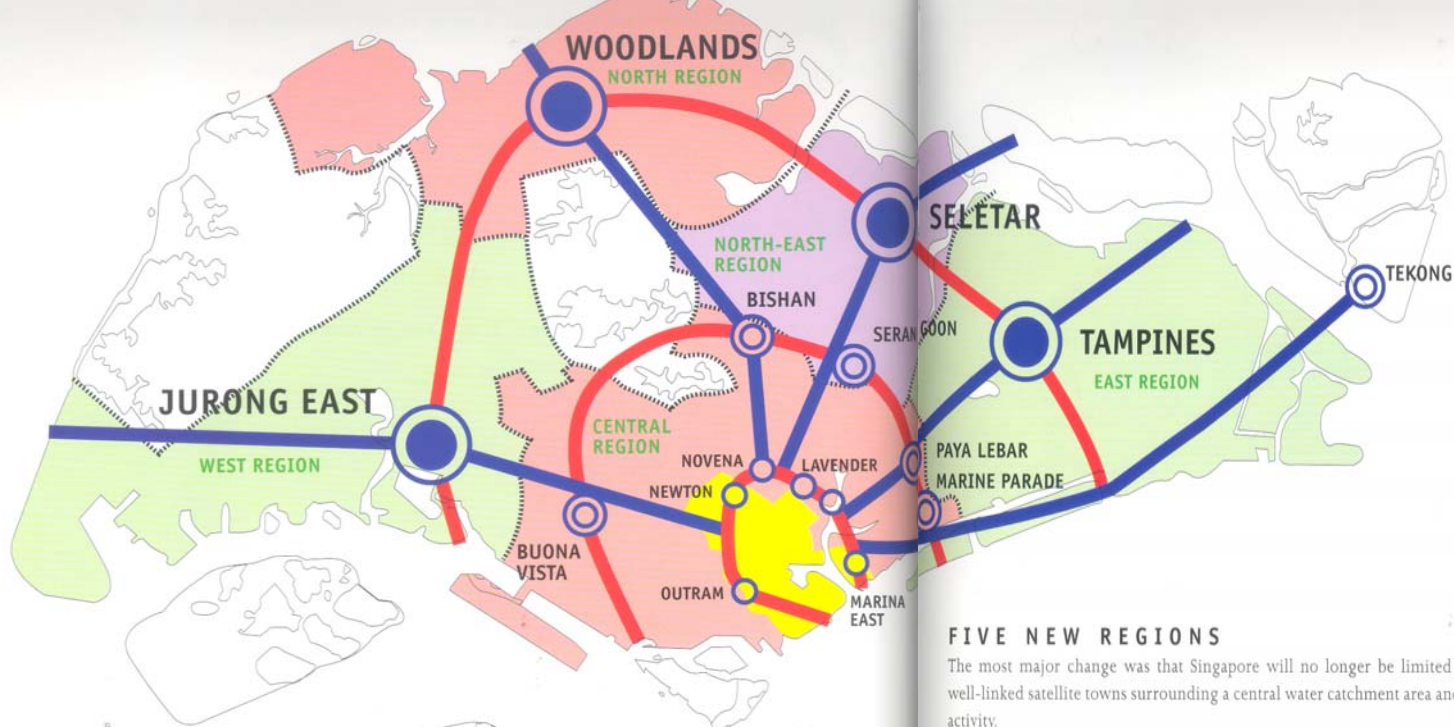 WOODLANDS
NORTH REGION
SELETAR
NORTH-EAST
REGION
TEKONG
BISHAN
SERANGOON
TAMPINES
EAST REGION
JURONG EAST
WEST REGION
CENTRAL
REGION
NOVENA
LAVENDER
PAYA LEBAR
MARINE PARADE
NEWTON
BUONA
VISTA
OUTRAM
MARINA
EAST
FIVE NEW REGIONS
The most major change was that Singapore will no longer be limited
well-linked satellite towns surrounding a central water catchment area and
activity.